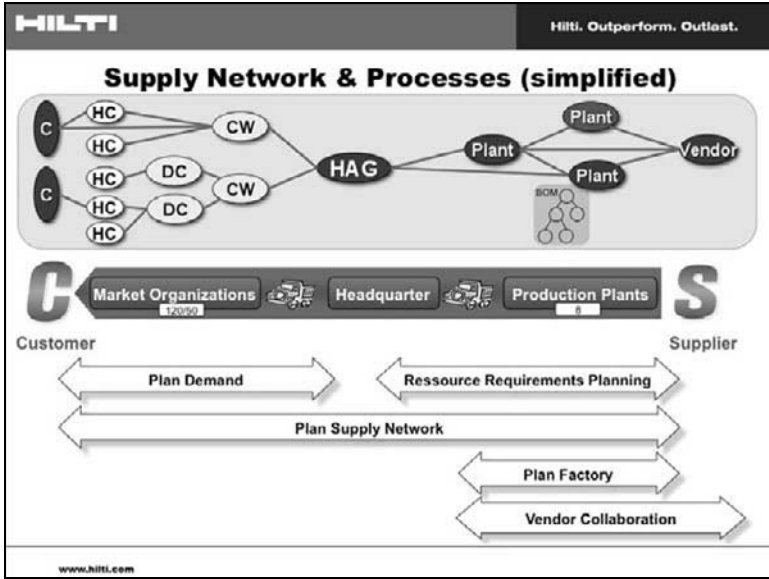 HILTI
Hilti. Outperform. Outlast.
Supply Network & Processes (simplified)
C
HC
HC
CW
C
HC
HC
HC
DC
DC
CW
HAG
Plant
Plant
Plant
Vendor
BOM
C
Market Organizations
120/50
Headquarter
Production Plants
8
S
Customer
Supplier
Plan Demand
Ressource Requirements Planning
Plan Supply Network
Plan Factory
Vendor Collaboration
www.hilti.com